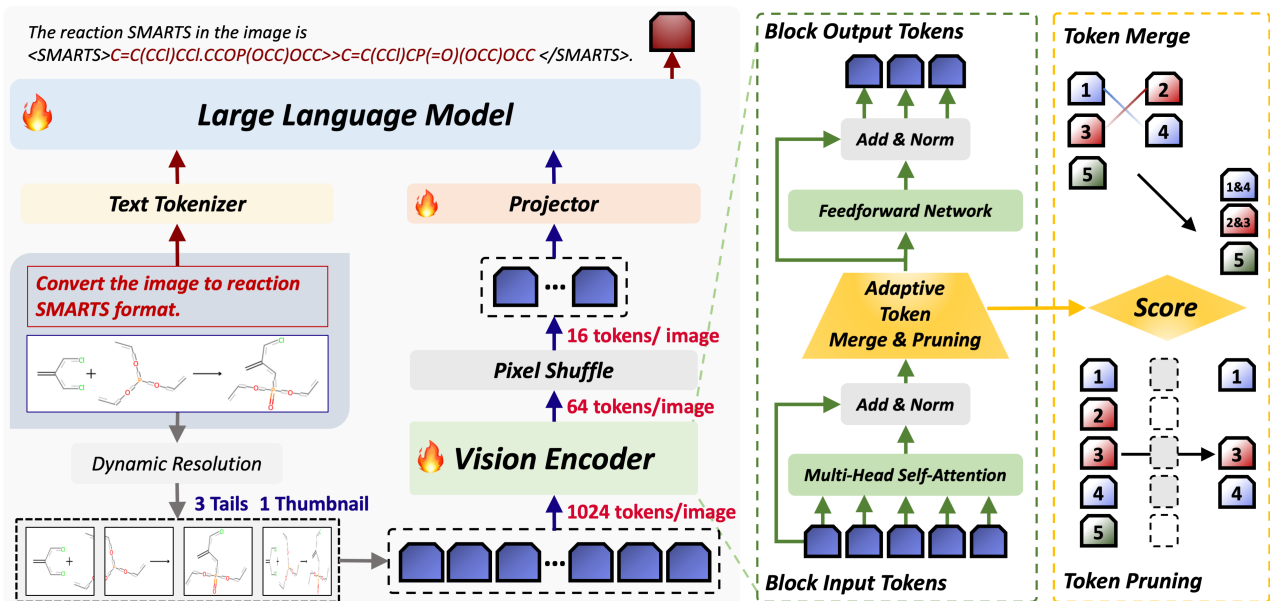 The reaction SMARTS in the image is
<SMARTS>C=C(CCl)CCl.CCOP(OCC)OCC>>C=C(CCl)CP(=O)(OCC)OCC </SMARTS>.
Large Language Model
Text Tokenizer
Projector
Convert the image to reaction
SMARTS format.
16 tokens/ image
Pixel Shuffle
64 tokens/image
Vision Encoder
Dynamic Resolution
3 Tails 1 Thumbnail
1024 tokens/image
Block Output Tokens
Add & Norm
Feedforward Network
Adaptive
Token
Merge & Pruning
Add & Norm
Multi-Head Self-Attention
Block Input Tokens
Token Merge
1 2
3 4
5
1&4
2&3
5
Score
1 1
2
3 3
4 4
5
Token Pruning